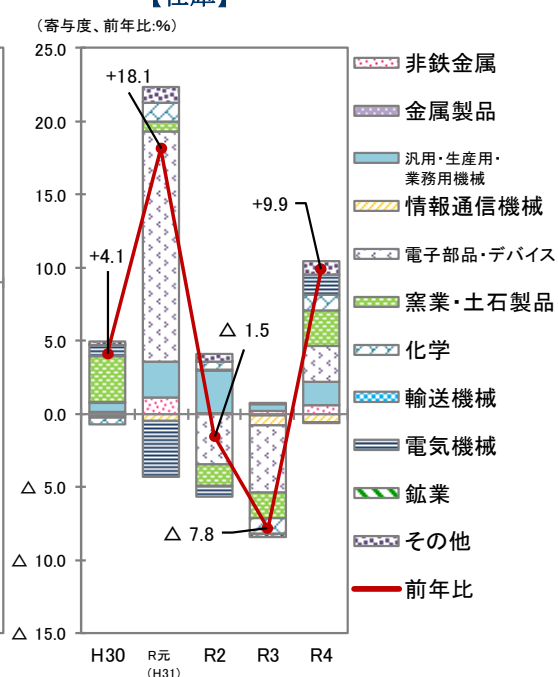 【在庫】
（寄与度、前年比:%）
25.0
20.0
15.0
10.0
5.0
0.0
△ 5.0
△ 10.0
△ 15.0
+4.1
+18.1
△ 1.5
△ 7.8
+9.9
H30
R元
（H31）
R2
R3
R4
非鉄金属
金属製品
汎用・生産用・
業務用機械
情報通信機械
電子部品・デバイス
窯業・土石製品
化学
輸送機械
電気機械
鉱業
その他
前年比